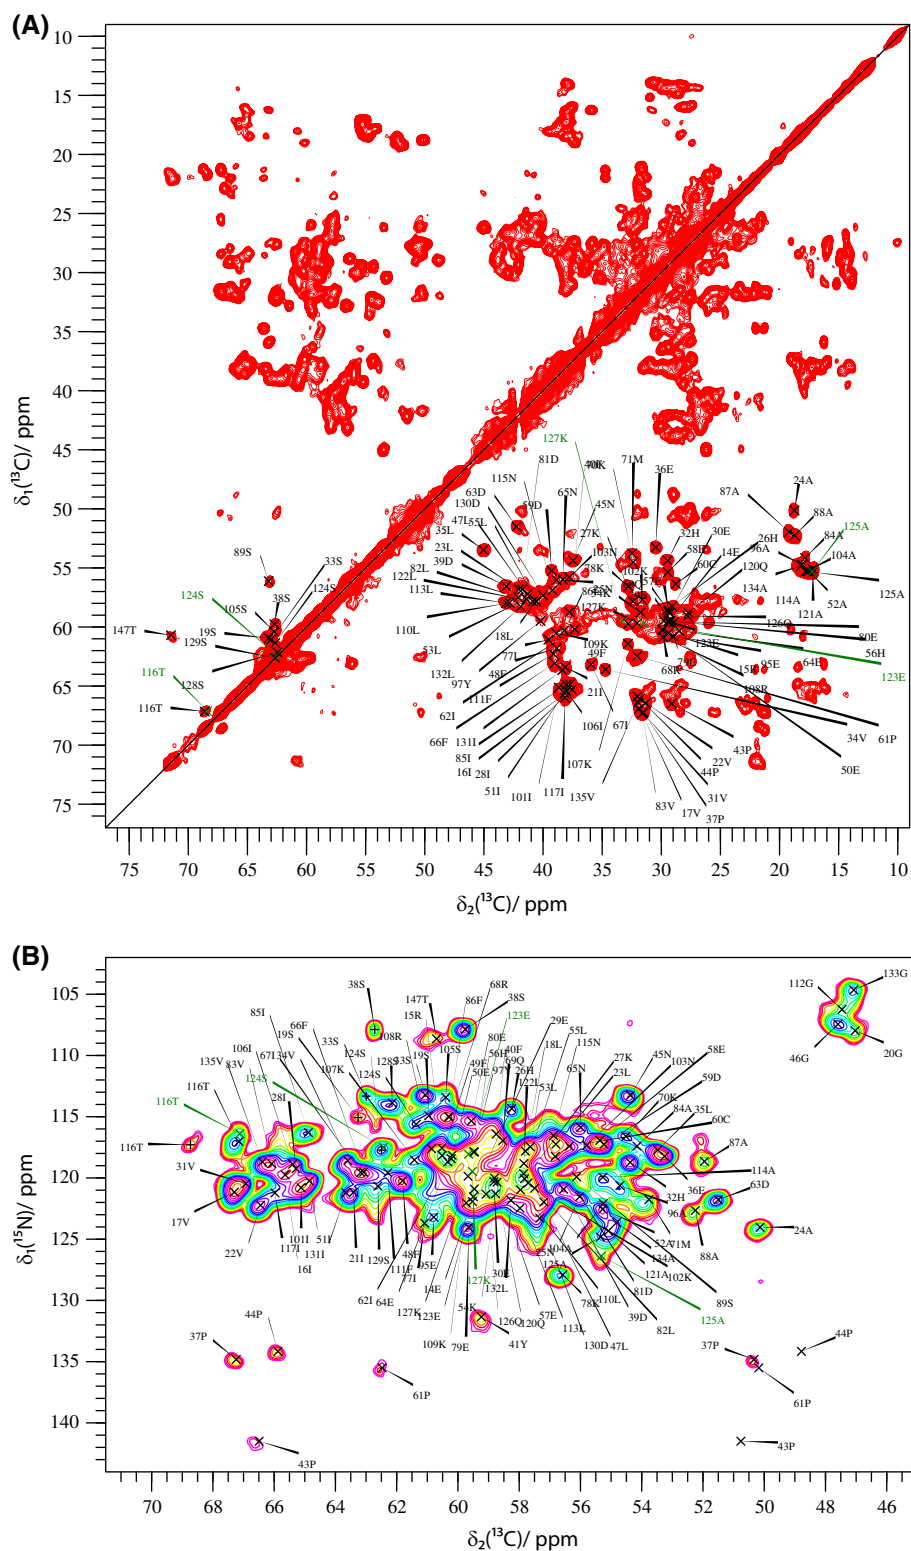 (A)
10
15
20
25
30
35
40
45
50
55
60
65
70
75
δ1(13C)/ ppm
75 70 65 60 55 50 45 40 35 30 25 20 15 10
δ2(13C)/ ppm
127K
81D
71M
115N
36E
24A
63D
65N
87A
130D
59D
45N
88A
47L
55L
125A
35L
27K
32H
30E
26H
84A
23L
103N
58E
14E
96A
104A
39D
78K
60C
120Q
82L
102K
122L
134A
125A
113L
114A
52A
121A
110L
127K
126Q
80E
18L
109K
123E
56H
53L
77I
49F
79E
15R
95E
64E
132L
48F
68R
123E
97Y
111F
21I
108R
62I
106I
67I
34V
61P
66F
131I
43P
85I
22V
50E
16I
28I
107K
44P
51I
101I
117I
135V
83V
17V
31V
37P
89S
33S
38S
124S
124S
105S
19S
147T
129S
116T
128S
116T
(B)
105
110
115
120
125
130
135
140
δ1(15N)/ ppm
70 68 66 64 62 60 58 56 54 52 50 48 46
δ2(13C)/ ppm
38S
147T
15R
86F
68R
38S
123E
112G
133G
85I
66F
19S
33S
108R
105S
80E
29E
55L
115N
46G
20G
106I
67I
34V
124S
128S
33S
19S
49F
56H
40F
18L
27K
45N
58E
135V
83V
107K
124S
50E
97Y
69Q
26H
65N
23L
103N
59D
116T
28I
124S
122L
53L
70K
84A
35L
116T
60C
116T
87A
31V
114A
63D
17V
36E
32H
24A
22V
96A
117I
101I
51I
21I
129S
48F
95E
52A
71M
88A
16I
131I
111F
77I
104A
134A
62I
64E
14E
127K
30E
132L
25N
125A
121A
102K
127K
123E
54K
78K
110L
81D
89S
109K
79E
126Q
120Q
57E
39D
125A
41Y
113L
130D
47L
82L
37P
44P
61P
43P
37P
44P
61P
43P